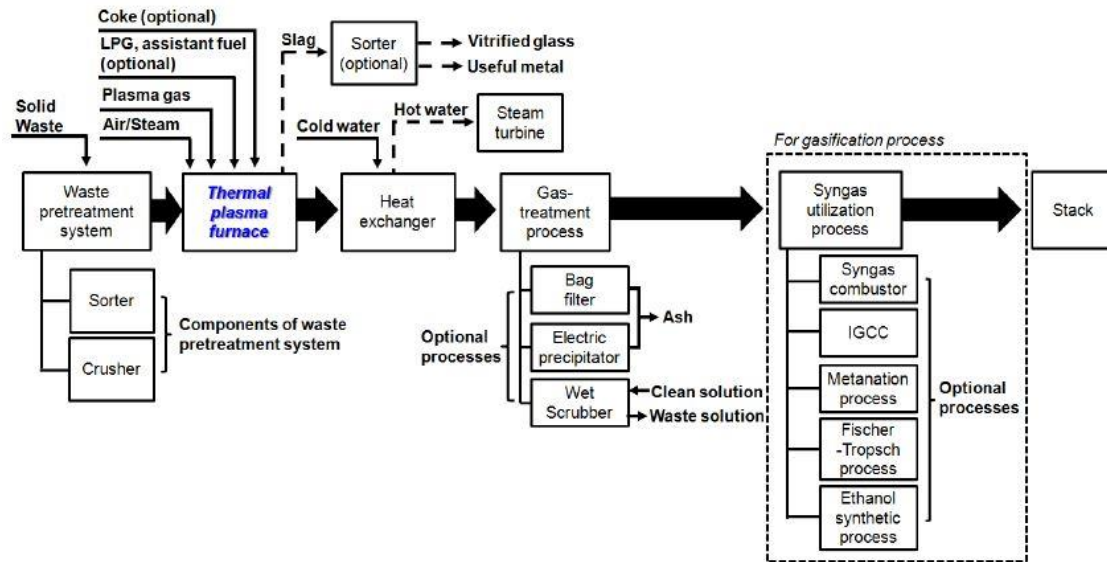 Coke (optional)
LPG, assistant fuel
(optional)
Plasma gas
Air/Steam
Solid
Waste
Slag
Sorter
(optional)
Vitrified glass
Useful metal
Cold water
Hot water
Steam
turbine
For gasification process
Waste
pretreatment
system
Thermal
plasma
furnace
Heat
exchanger
Gas-
treatment
process
Syngas
utilization
process
Stack
Sorter
Crusher
Components of waste
pretreatment system
Optional
processes
Bag
filter
Electric
precipitator
Ash
Wet
Scrubber
Clean solution
Waste solution
Syngas
combustor
IGCC
Metanation
process
Fischer
-Tropsch
process
Ethanol
synthetic
process
Optional
processes